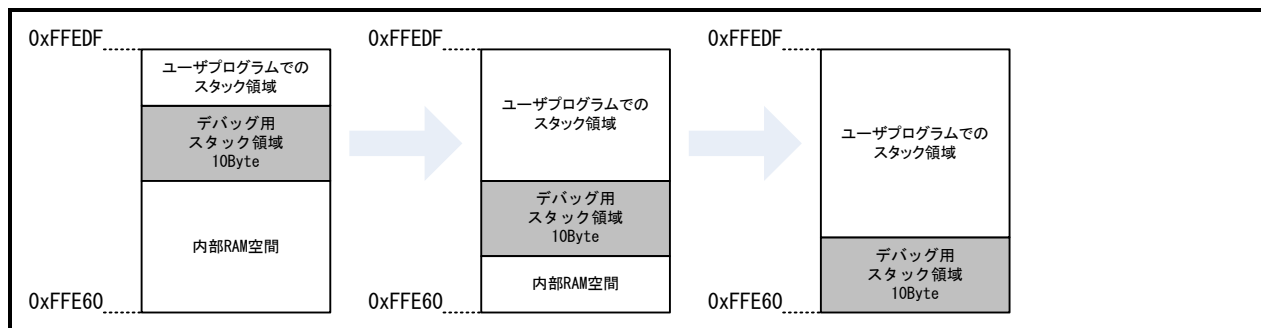 0xFFEDF
ユーザプログラムでの
スタック領域
デバッグ用
スタック領域
10Byte
内部RAM空間
0xFFE60
0xFFEDF
ユーザプログラムでの
スタック領域
デバッグ用
スタック領域
10Byte
内部RAM空間
0xFFE60
0xFFEDF
ユーザプログラムでの
スタック領域
デバッグ用
スタック領域
10Byte
0xFFE60